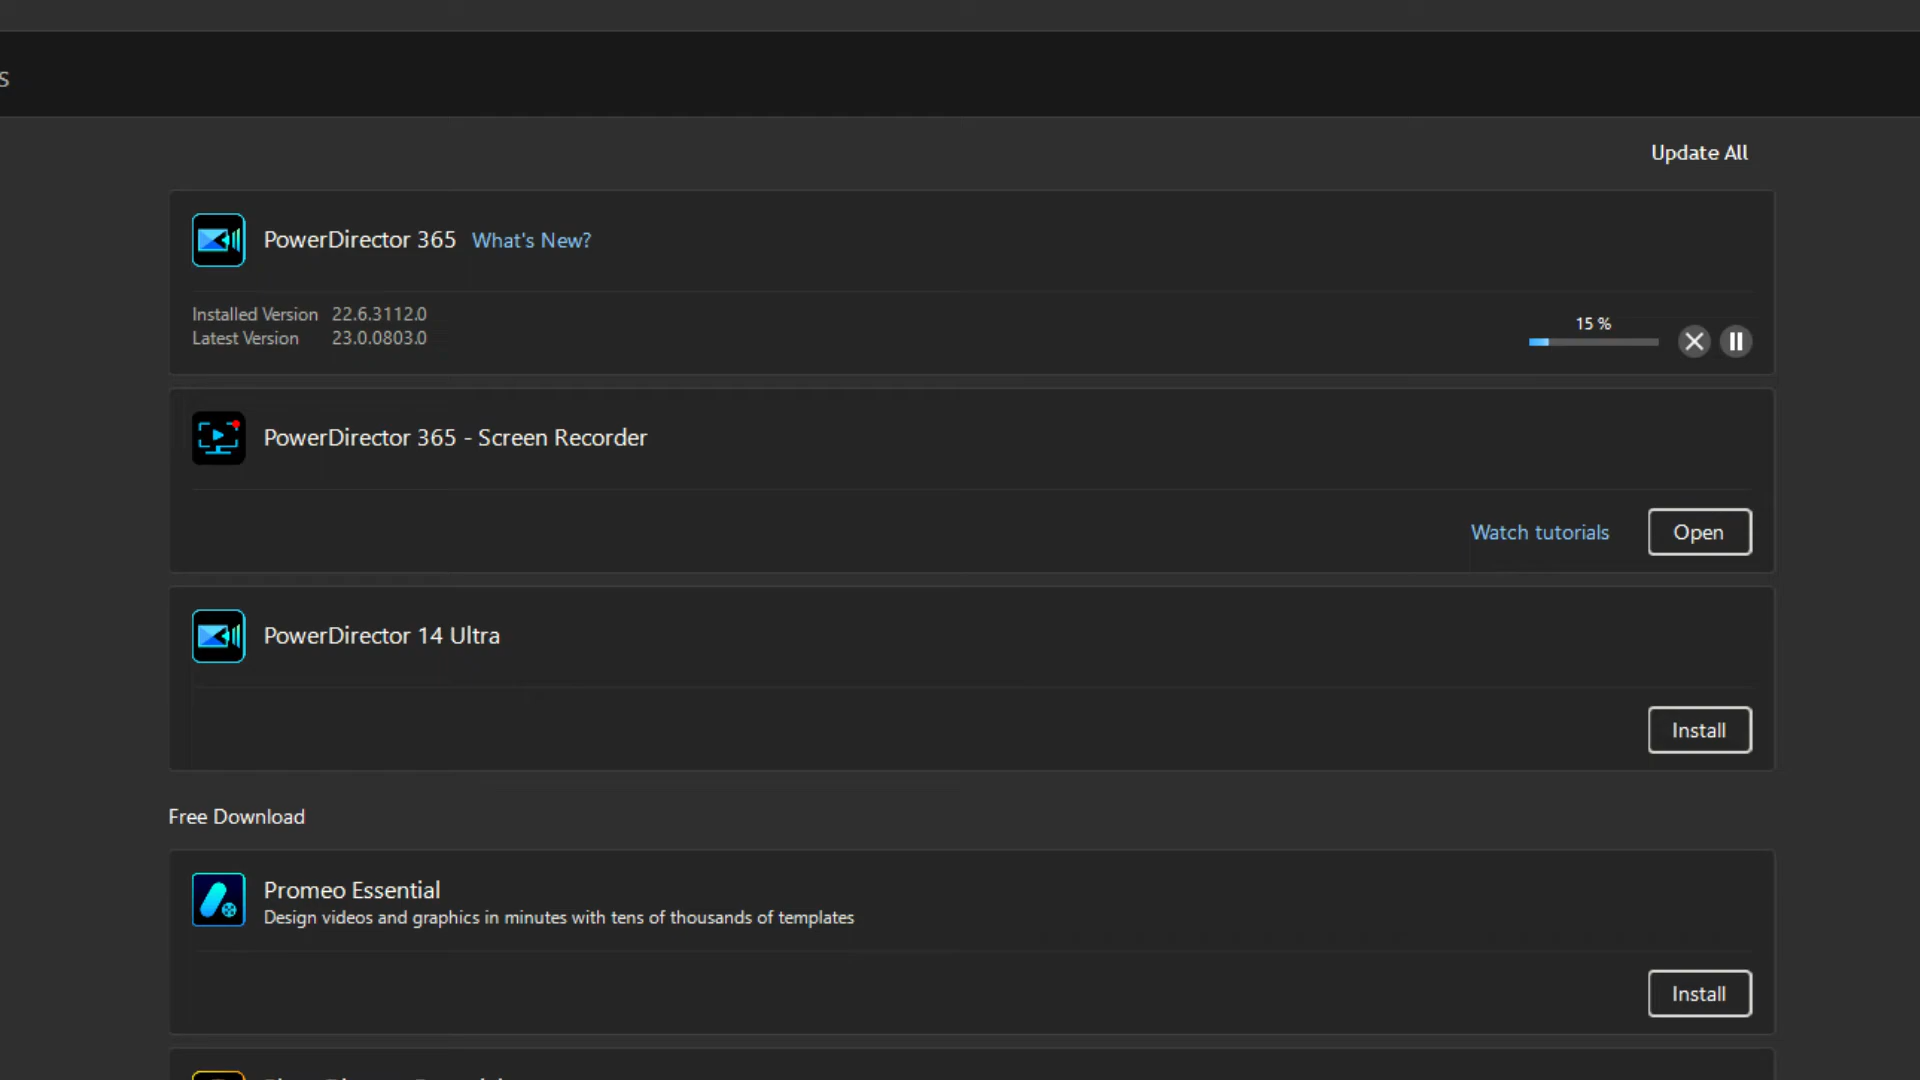 s
Update All
PowerDirector 365 What's New?
Installed Version 22.6.3112.0
Latest Version 23.0.0803.0
15 %
PowerDirector 365 - Screen Recorder
Watch tutorials
Open
PowerDirector 14 Ultra
Install
Free Download
Promeo Essential
Design videos and graphics in minutes with tens of thousands of templates
Install